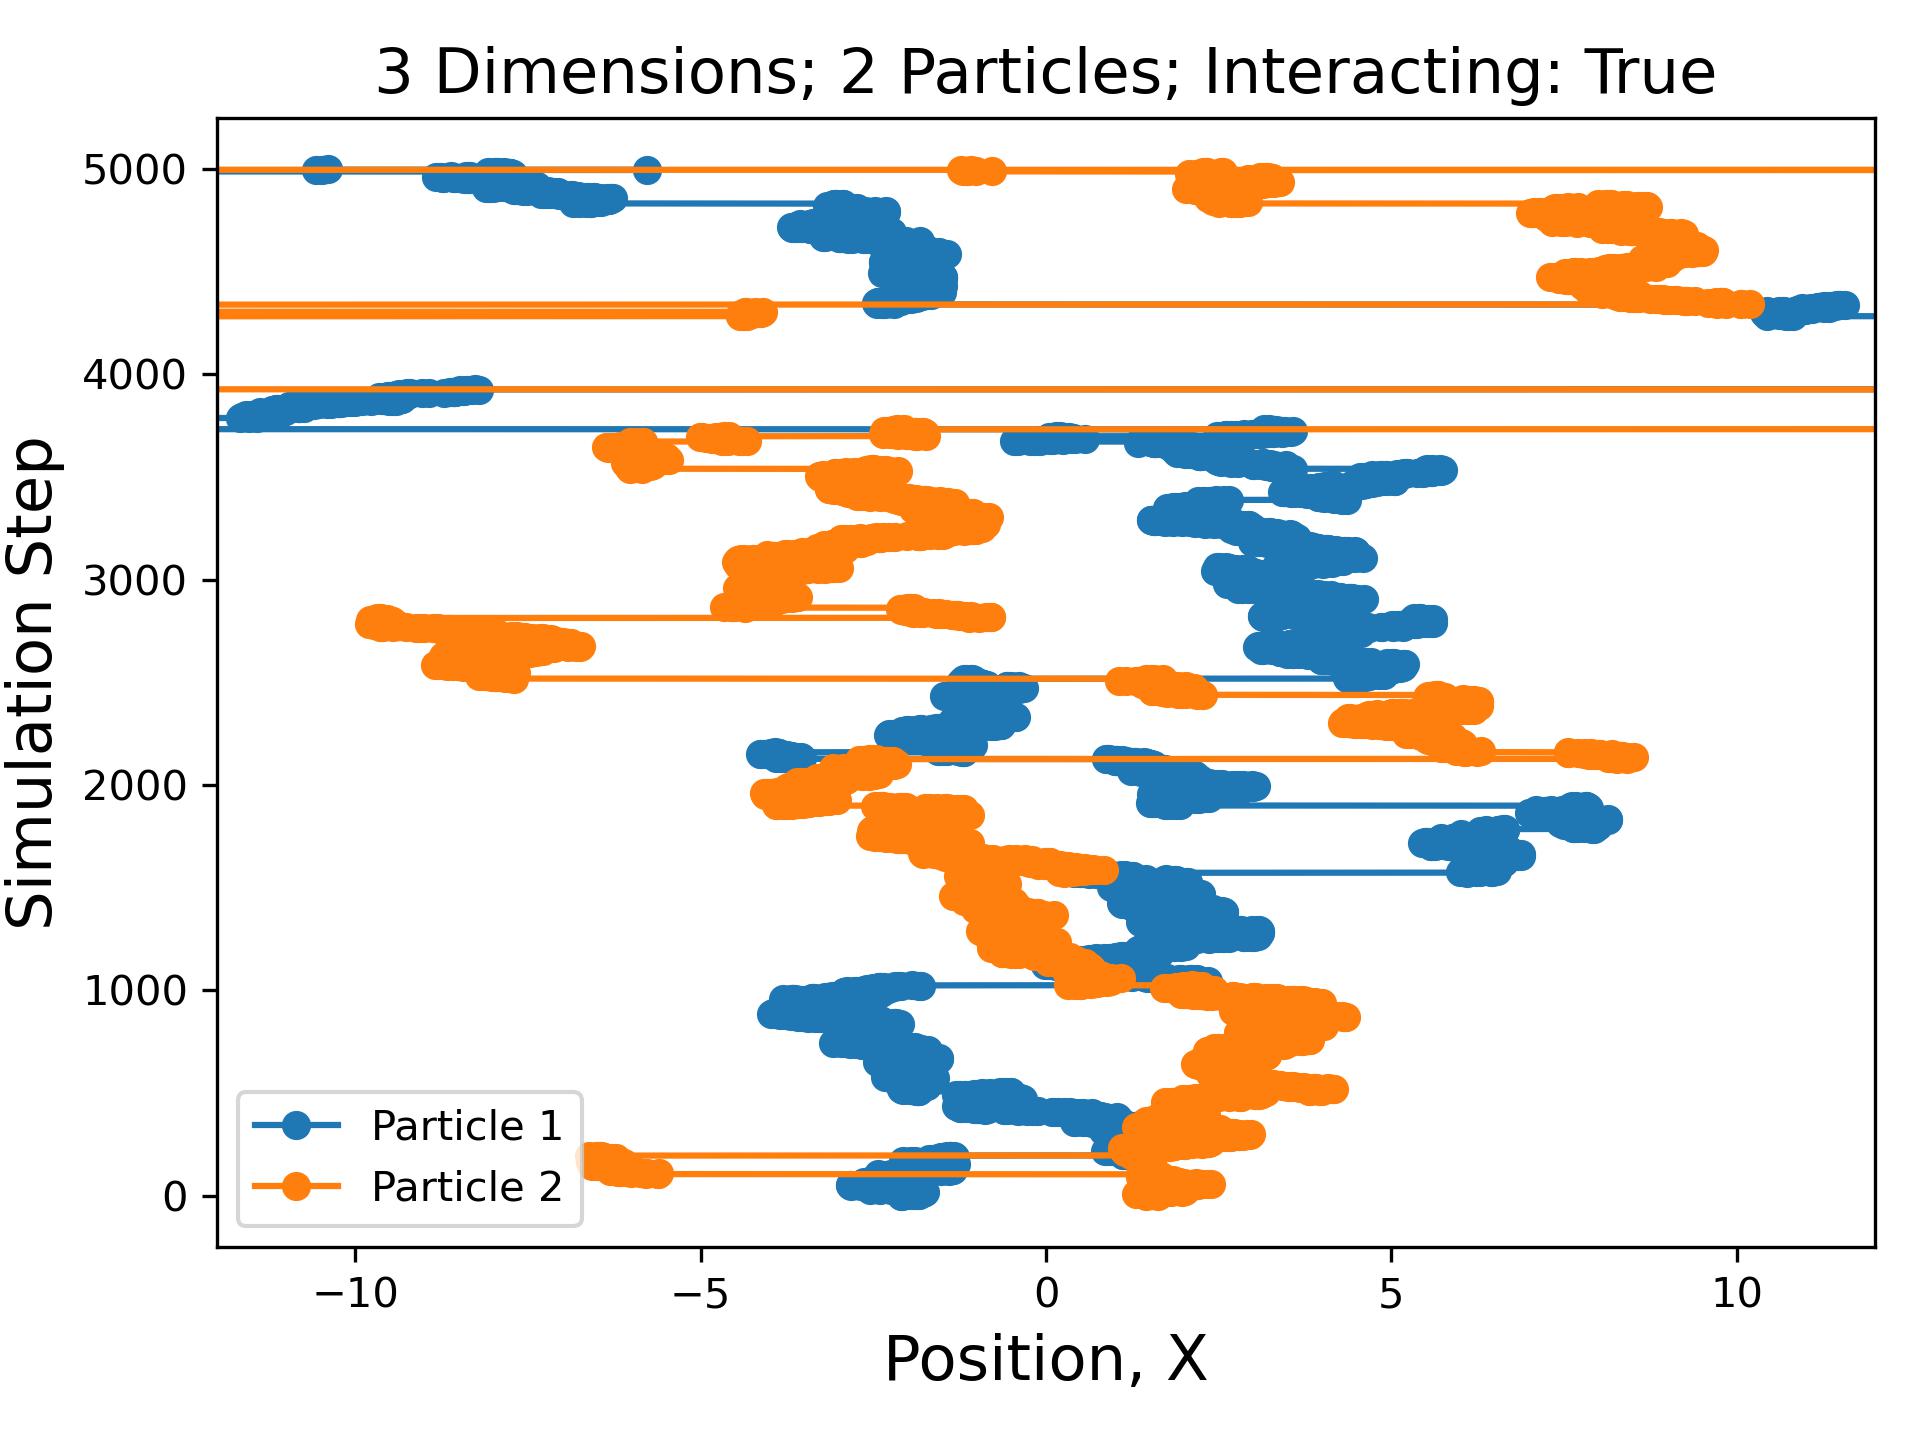 3 Dimensions; 2 Particles; Interacting: True
Simulation Step
5000
4000
3000
2000
1000
0
Particle 1
Particle 2
−10
−5
0
5
10
Position, X